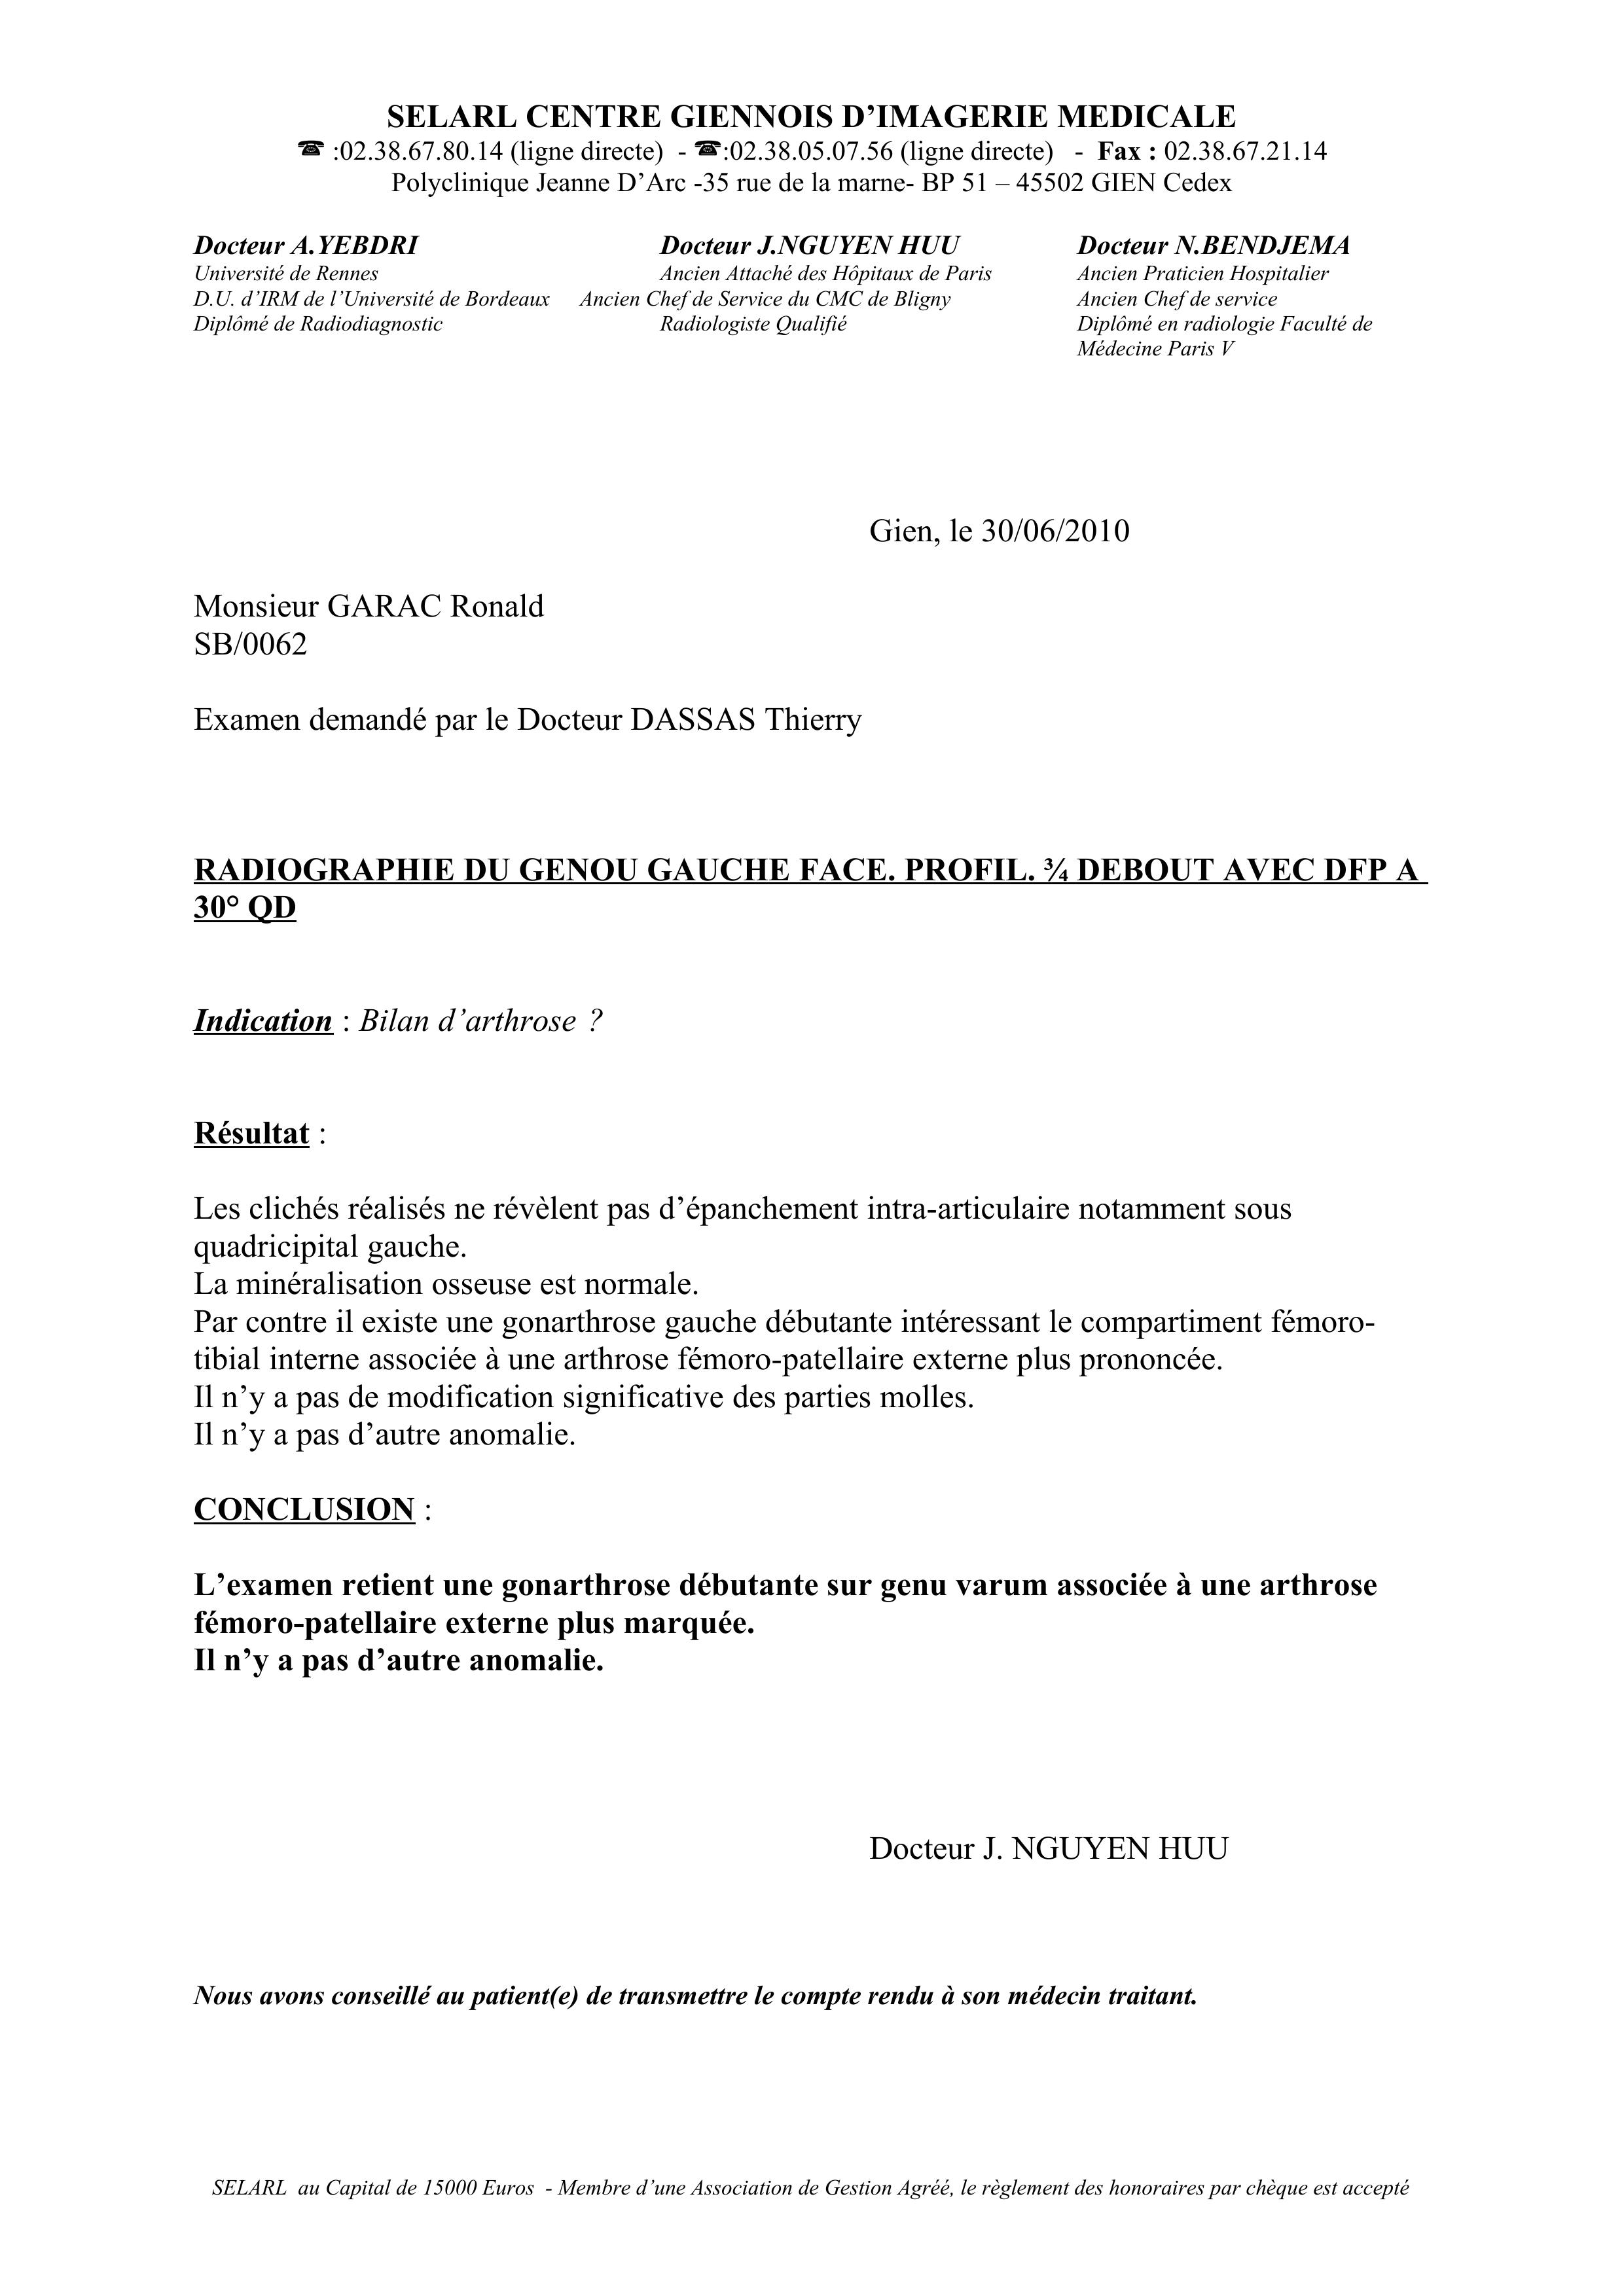 SELARL CENTRE GIENNOIS D’IMAGERIE MEDICALE
☎ :02.38.67.80.14 (ligne directe) - ☎:02.38.05.07.56 (ligne directe) - Fax : 02.38.67.21.14
Polyclinique Jeanne D’Arc -35 rue de la marne- BP 51 – 45502 GIEN Cedex
Docteur A.YEBDRI Docteur J.NGUYEN HUU Docteur N.BENDJEMA
Université de Rennes Ancien Attaché des Hôpitaux de Paris Ancien Praticien Hospitalier
D.U. d’IRM de l’Université de Bordeaux Ancien Chef de Service du CMC de Bligny Ancien Chef de service
Diplômé de Radiodiagnostic Radiologiste Qualifié Diplômé en radiologie Faculté de
Médecine Paris V
Gien, le 30/06/2010
Monsieur GARAC Ronald
SB/0062
Examen demandé par le Docteur DASSAS Thierry
RADIOGRAPHIE DU GENOU GAUCHE FACE. PROFIL. ¾ DEBOUT AVEC DFP A
30° QD
Indication : Bilan d’arthrose ?
Résultat :
Les clichés réalisés ne révèlent pas d’épanchement intra-articulaire notamment sous
quadricipital gauche.
La minéralisation osseuse est normale.
Par contre il existe une gonarthrose gauche débutante intéressant le compartiment fémoro-
tibial interne associée à une arthrose fémoro-patellaire externe plus prononcée.
Il n’y a pas de modification significative des parties molles.
Il n’y a pas d’autre anomalie.
CONCLUSION :
L’examen retient une gonarthrose débutante sur genu varum associée à une arthrose
fémoro-patellaire externe plus marquée.
Il n’y a pas d’autre anomalie.
Docteur J. NGUYEN HUU
Nous avons conseillé au patient(e) de transmettre le compte rendu à son médecin traitant.
SELARL au Capital de 15000 Euros - Membre d’une Association de Gestion Agréé, le règlement des honoraires par chèque est accepté